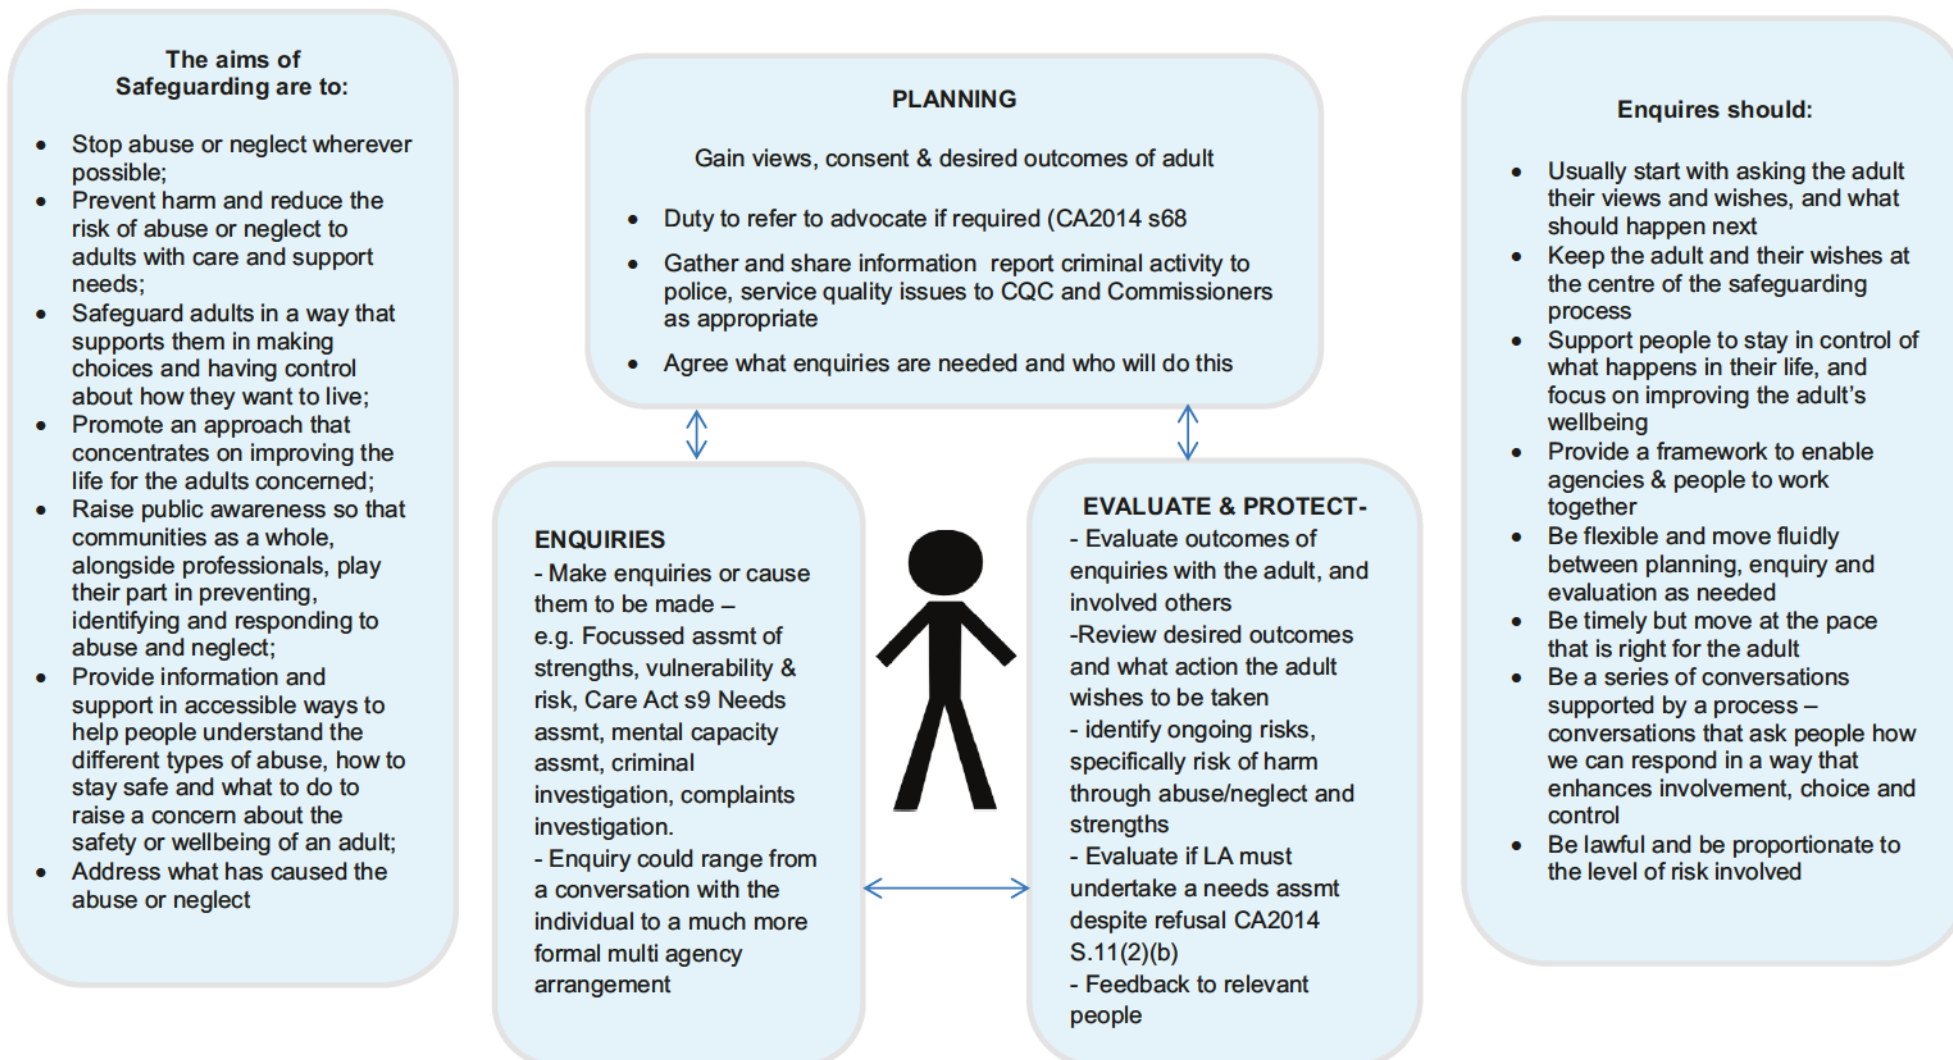 The aims of
Safeguarding are to:
• Stop abuse or neglect wherever
possible;
• Prevent harm and reduce the
risk of abuse or neglect to
adults with care and support
needs;
• Safeguard adults in a way that
supports them in making
choices and having control
about how they want to live;
• Promote an approach that
concentrates on improving the
life for the adults concerned;
• Raise public awareness so that
communities as a whole,
alongside professionals, play
their part in preventing,
identifying and responding to
abuse and neglect;
• Provide information and
support in accessible ways to
help people understand the
different types of abuse, how to
stay safe and what to do to
raise a concern about the
safety or wellbeing of an adult;
• Address what has caused the
abuse or neglect
PLANNING
Gain views, consent & desired outcomes of adult
• Duty to refer to advocate if required (CA2014 s68
• Gather and share information  report criminal activity to
police, service quality issues to CQC and Commissioners
as appropriate
• Agree what enquiries are needed and who will do this
ENQUIRIES
- Make enquiries or cause
them to be made –
e.g. Focussed assmt of
strengths, vulnerability &
risk, Care Act s9 Needs
assmt, mental capacity
assmt, criminal
investigation, complaints
investigation.
- Enquiry could range from
a conversation with the
individual to a much more
formal multi agency
arrangement
EVALUATE & PROTECT-
- Evaluate outcomes of
enquiries with the adult, and
involved others
-Review desired outcomes
and what action the adult
wishes to be taken
- identify ongoing risks,
specifically risk of harm
through abuse/neglect and
strengths
- Evaluate if LA must
undertake a needs assmt
despite refusal CA2014
S.11(2)(b)
- Feedback to relevant
people
Enquires should:
• Usually start with asking the adult
their views and wishes, and what
should happen next
• Keep the adult and their wishes at
the centre of the safeguarding
process
• Support people to stay in control of
what happens in their life, and
focus on improving the adult's
wellbeing
• Provide a framework to enable
agencies & people to work
together
• Be flexible and move fluidly
between planning, enquiry and
evaluation as needed
• Be timely but move at the pace
that is right for the adult
• Be a series of conversations
supported by a process –
conversations that ask people how
we can respond in a way that
enhances involvement, choice and
control
• Be lawful and be proportionate to
the level of risk involved